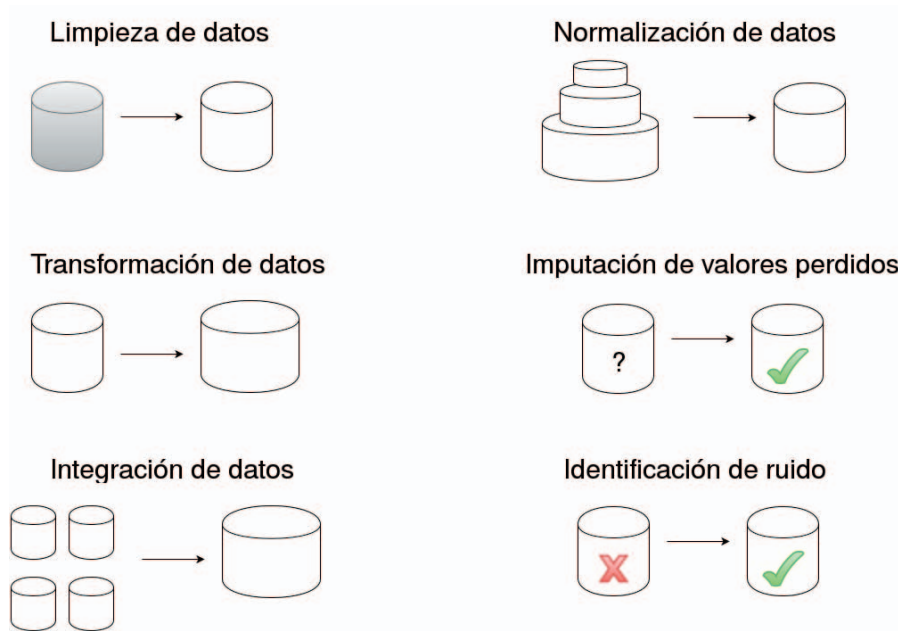 Limpieza de datos
Normalización de datos
Transformación de datos
Imputación de valores perdidos
?
Integración de datos
Identificación de ruido